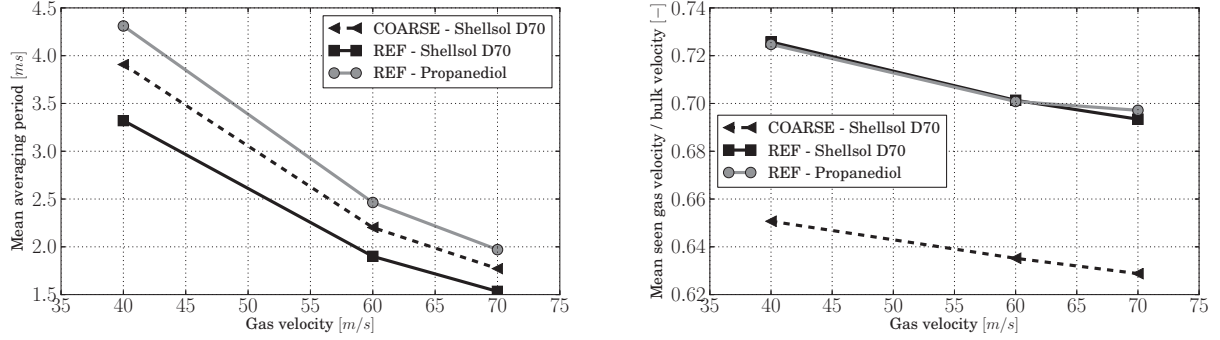 4.5
4.0
3.5
3.0
2.5
2.0
1.5
35 40 45 50 55 60 65 70 75
Gas velocity [m/s]
Mean averaging period [ms]
COARSE - Shellsol D70
REF - Shellsol D70
REF - Propanediol
0.74
0.72
0.70
0.68
0.66
0.64
0.62
35 40 45 50 55 60 65 70 75
Gas velocity [m/s]
Mean seen gas velocity / bulk velocity [−]
COARSE - Shellsol D70
REF - Shellsol D70
REF - Propanediol